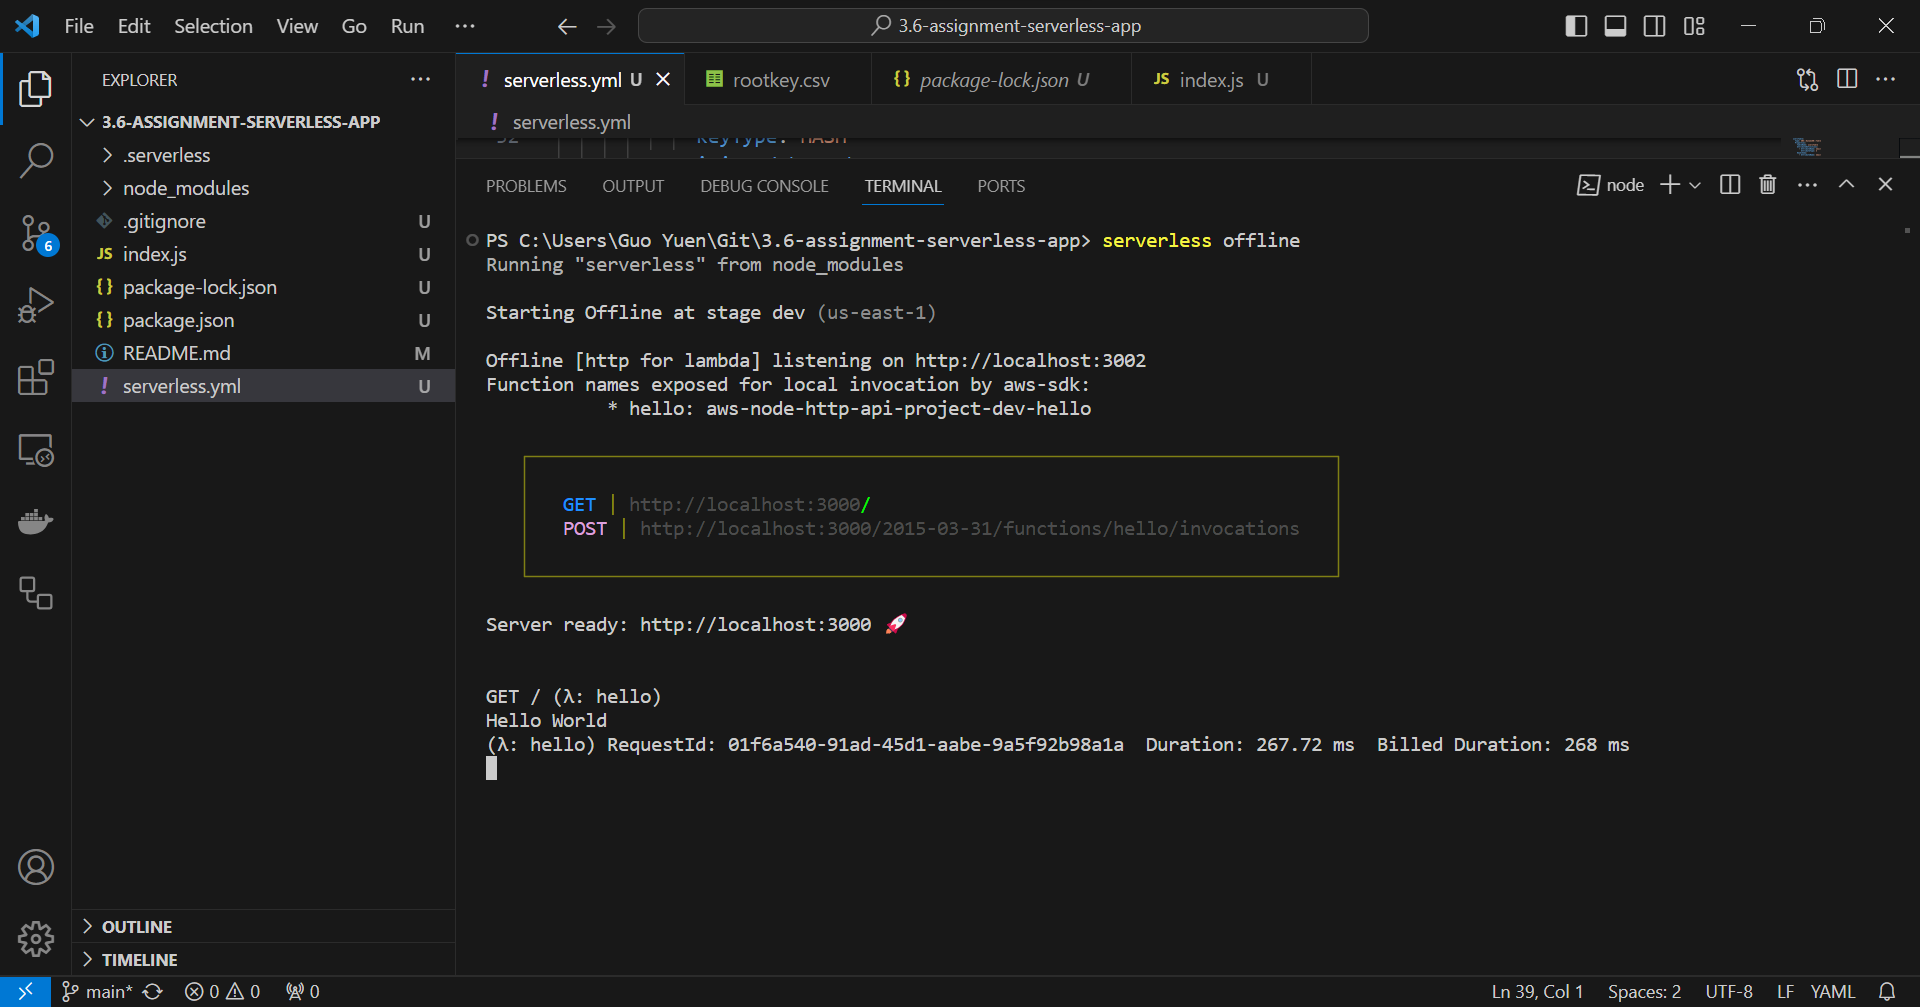 File Edit Selection View Go Run ··· 3.6-assignment-serverless-app
EXPLORER ···
3.6-ASSIGNMENT-SERVERLESS-APP
.serverless
node_modules
.gitignore U
JS index.js U
{} package-lock.json U
{} package.json U
README.md M
! serverless.yml U
6
OUTLINE
TIMELINE
! serverless.yml U rootkey.csv {} package-lock.json U JS index.js U
! serverless.yml
32 KeyType: HASH
PROBLEMS OUTPUT DEBUG CONSOLE TERMINAL PORTS node
PS C:\Users\Guo Yuen\Git\3.6-assignment-serverless-app> serverless offline
Running "serverless" from node_modules
Starting Offline at stage dev (us-east-1)
Offline [http for lambda] listening on http://localhost:3002
Function names exposed for local invocation by aws-sdk:
* hello: aws-node-http-api-project-dev-hello
GET | http://localhost:3000/
POST | http://localhost:3000/2015-03-31/functions/hello/invocations
Server ready: http://localhost:3000 🚀
GET / (λ: hello)
Hello World
(λ: hello) RequestId: 01f6a540-91ad-45d1-aabe-9a5f92b98a1a Duration: 267.72 ms Billed Duration: 268 ms
main* 0 0 0 Ln 39, Col 1 Spaces: 2 UTF-8 LF YAML